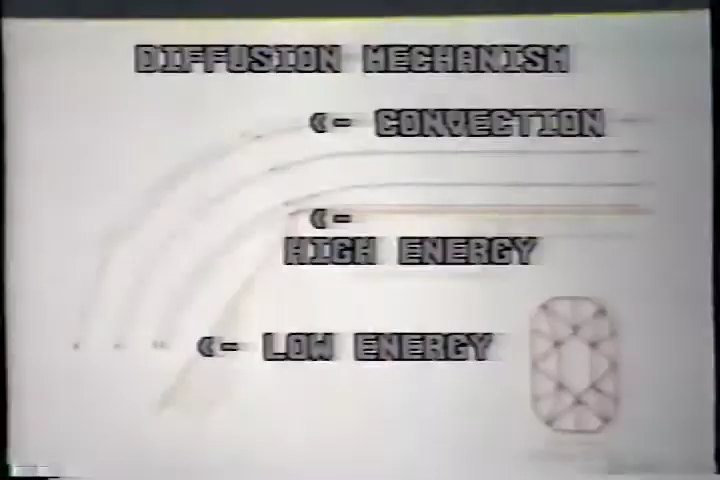 DIFFUSION MECHANISM
<- CONVECTION
<-
HIGH ENERGY
<- LOW ENERGY